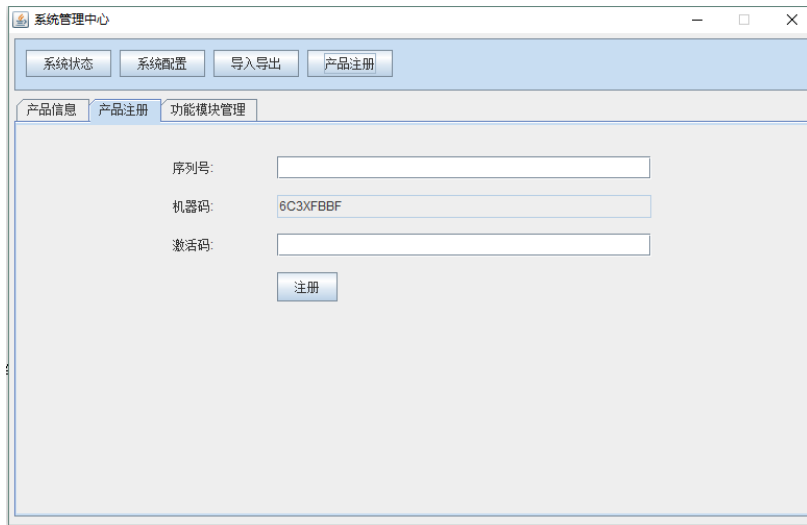 系统管理中心
系统状态 系统配置 导入导出 产品注册
产品信息 产品注册 功能模块管理
序列号:
机器码: 6C3XFBBF
激活码:
注册